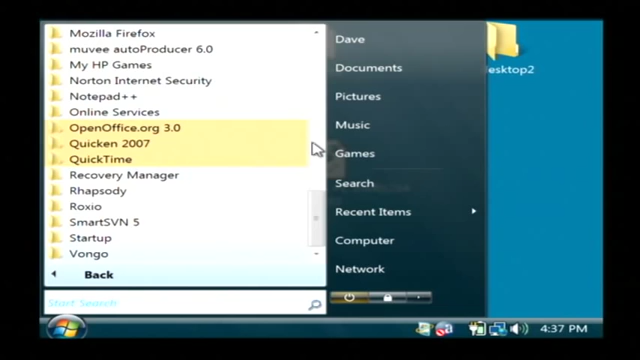 Mozilla Firefox
muvee autoProducer 6.0
My HP Games
Norton Internet Security
Notepad++
Online Services
OpenOffice.org 3.0
Quicken 2007
QuickTime
Recovery Manager
Rhapsody
Roxio
SmartSVN 5
Startup
Vongo
Back
Start Search
Dave
Documents
Pictures
Music
Games
Search
Recent Items
Computer
Network
esktop2
4:37 PM